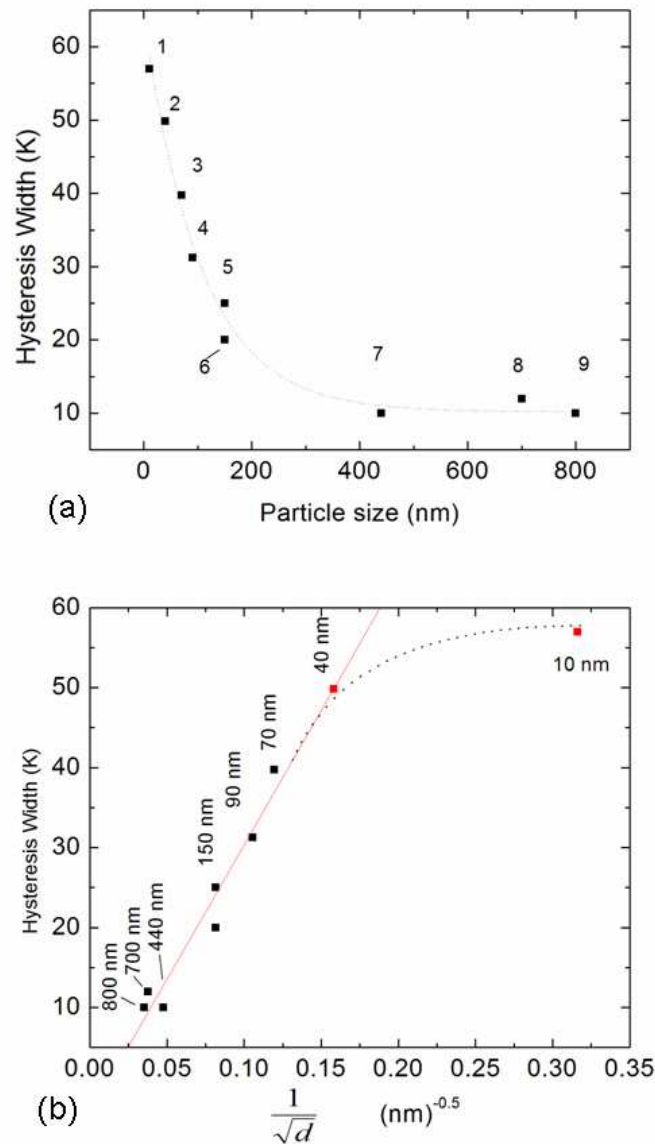 60
50
40
30
20
10
Hysteresis Width (K)
1
2
3
4
5
6
7
8
9
0 200 400 600 800
Particle size (nm)
(a)
60
50
40
30
20
10
Hysteresis Width (K)
800 nm
700 nm
440 nm
150 nm
90 nm
70 nm
40 nm
10 nm
0.00 0.05 0.10 0.15 0.20 0.25 0.30 0.35
(b)
1/√d (nm)^-0.5